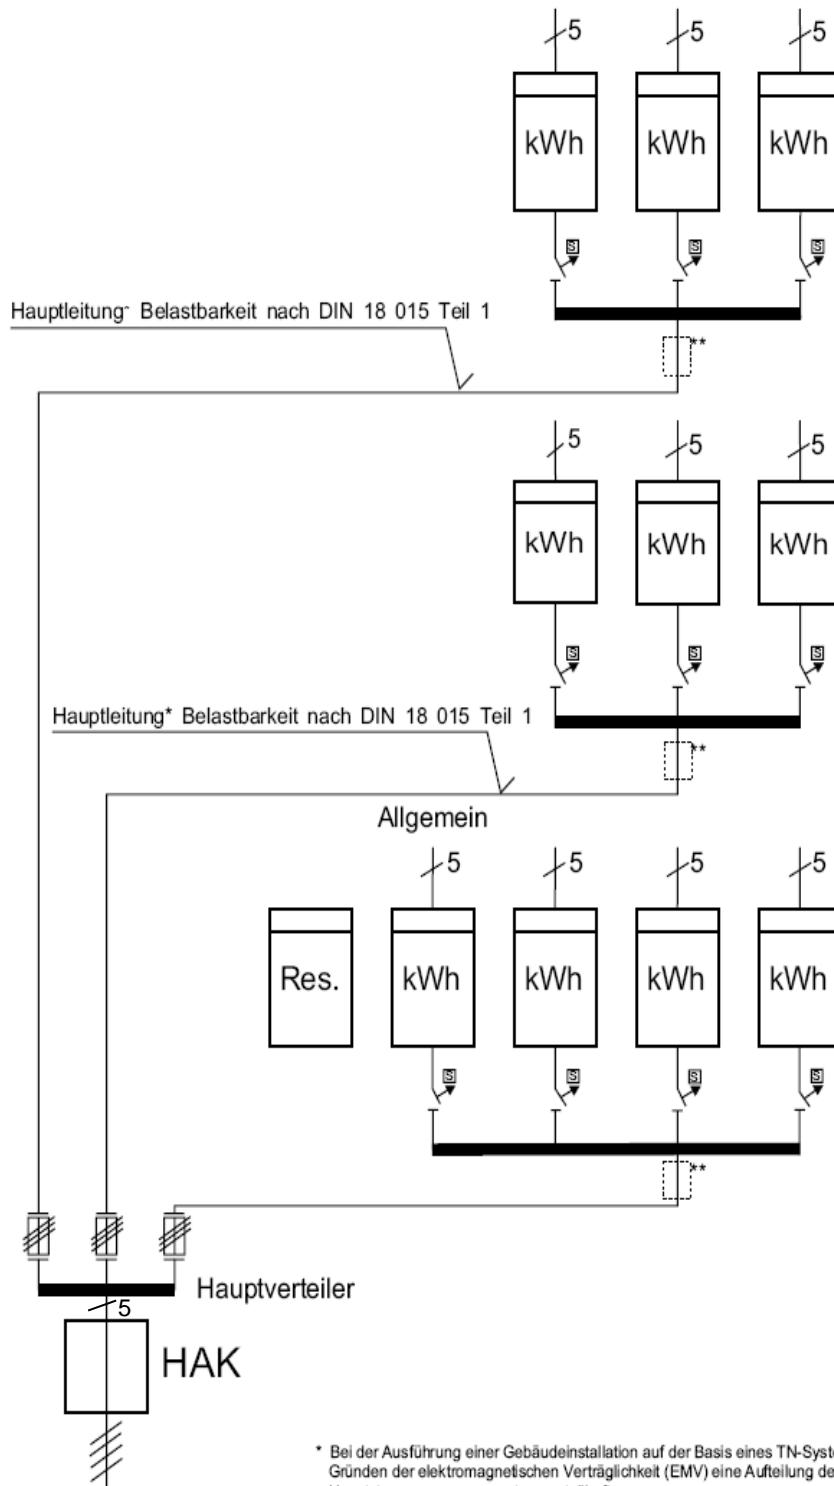 5 5 5
kWh kWh kWh
S S S
Hauptleitung* Belastbarkeit nach DIN 18 015 Teil 1
**
5 5 5
kWh kWh kWh
S S S
Hauptleitung* Belastbarkeit nach DIN 18 015 Teil 1
**
Allgemein
5 5 5 5
Res. kWh kWh kWh kWh
S S S S
**
Hauptverteiler
5
HAK
* Bei der Ausführung einer Gebäudeinstallation auf der Basis eines TN-Syste
Gründen der elektromagnetischen Verträglichkeit (EMV) eine Aufteilung de